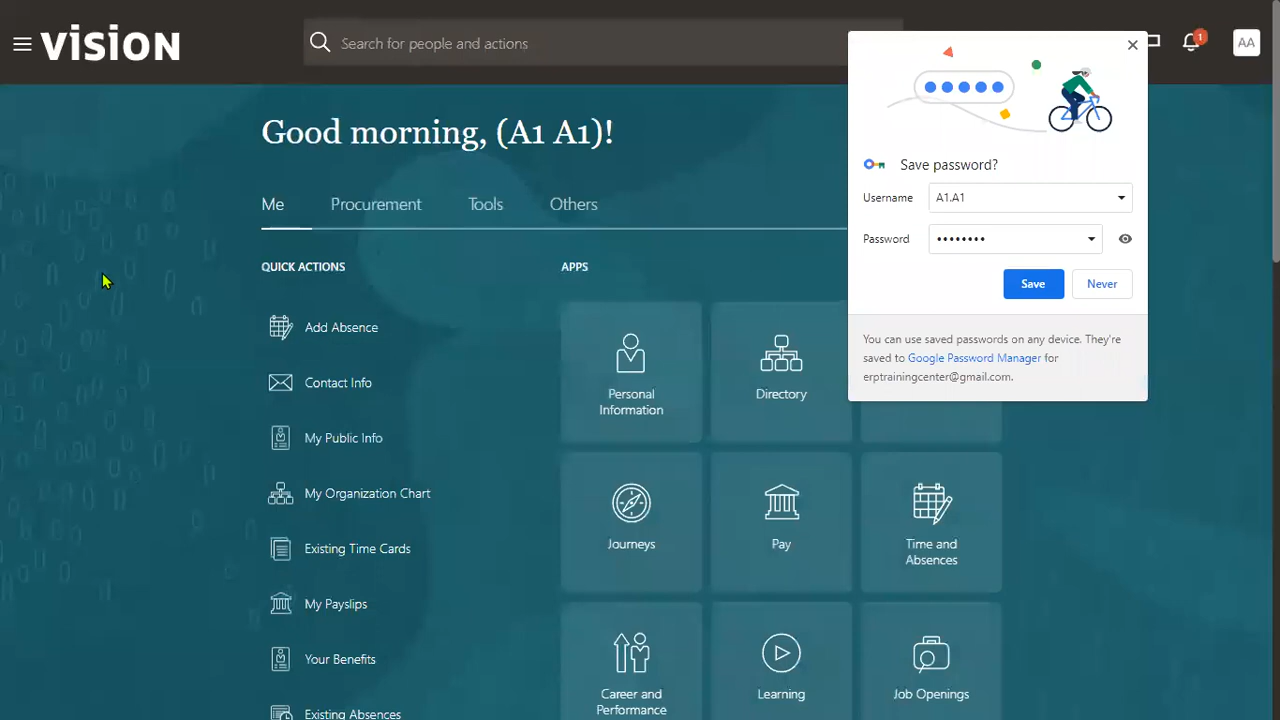 vision
Search for people and actions
1
AA
Good morning, (A1 A1)!
Me
Procurement
Tools
Others
Save password?
Username
A1.A1
Password
••••••••
Save
Never
You can use saved passwords on any device. They're
saved to Google Password Manager for
erptrainingcenter@gmail.com.
QUICK ACTIONS
Add Absence
Contact Info
My Public Info
My Organization Chart
Existing Time Cards
My Payslips
Your Benefits
Existing Absences
APPS
Personal
Information
Directory
Journeys
Pay
Time and
Absences
Career and
Performance
Learning
Job Openings